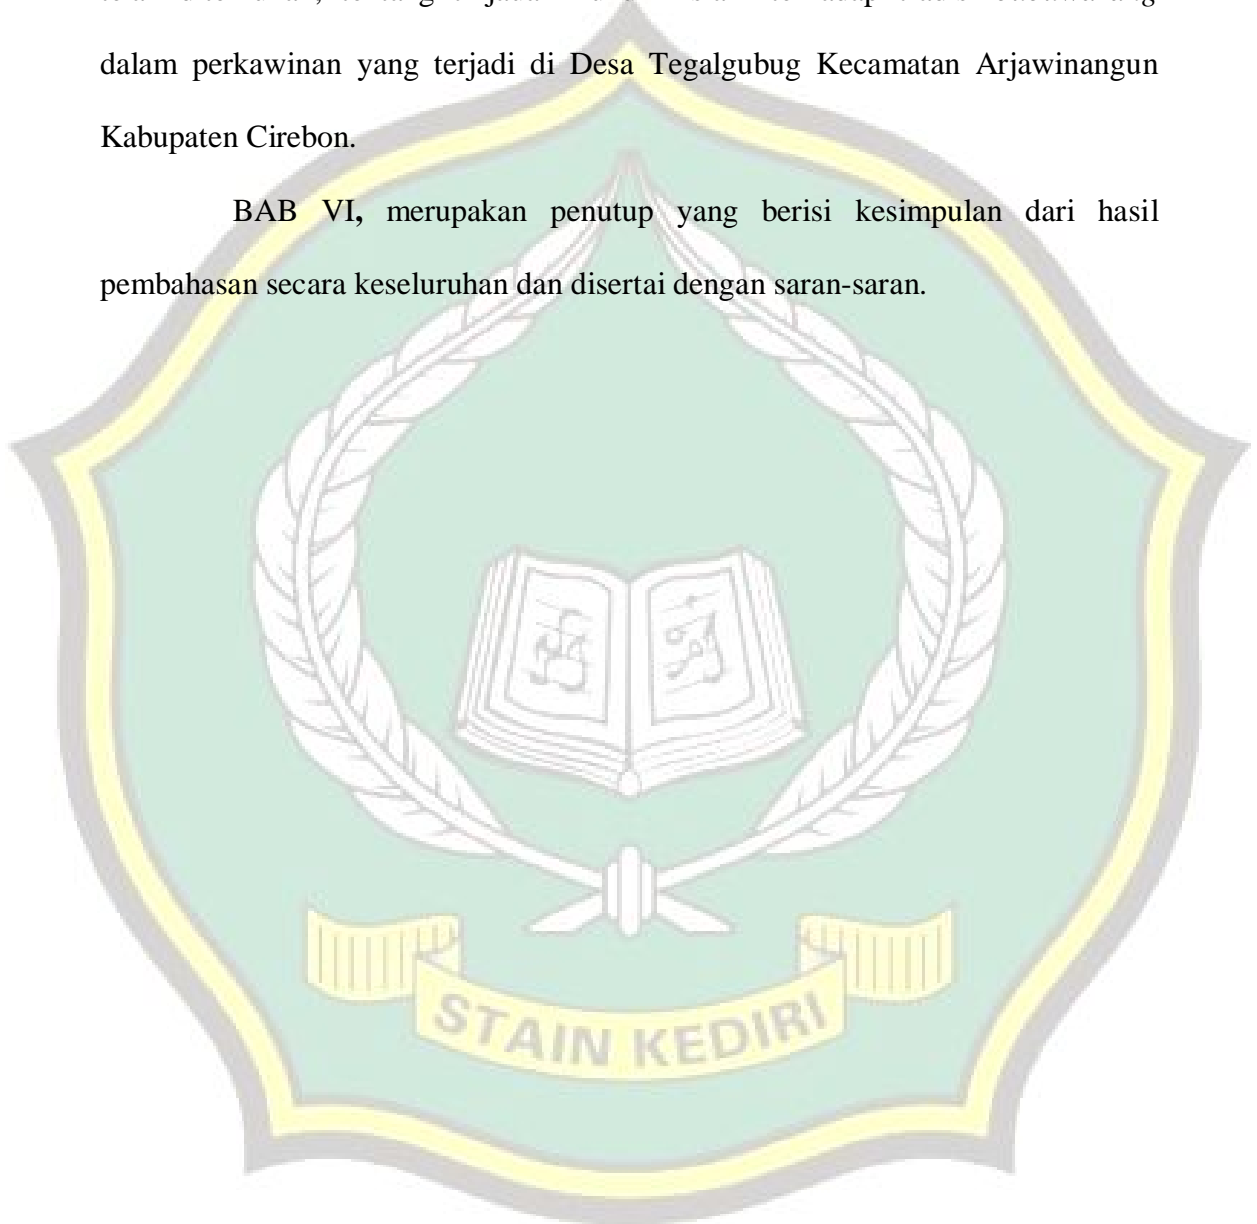 dalam perkawinan yang terjadi di Desa Tegalgubug Kecamatan Arjawinangun
Kabupaten Cirebon.
BAB VI, merupakan penutup yang berisi kesimpulan dari hasil
pembahasan secara keseluruhan dan disertai dengan saran-saran.
STAIN KEDIRI